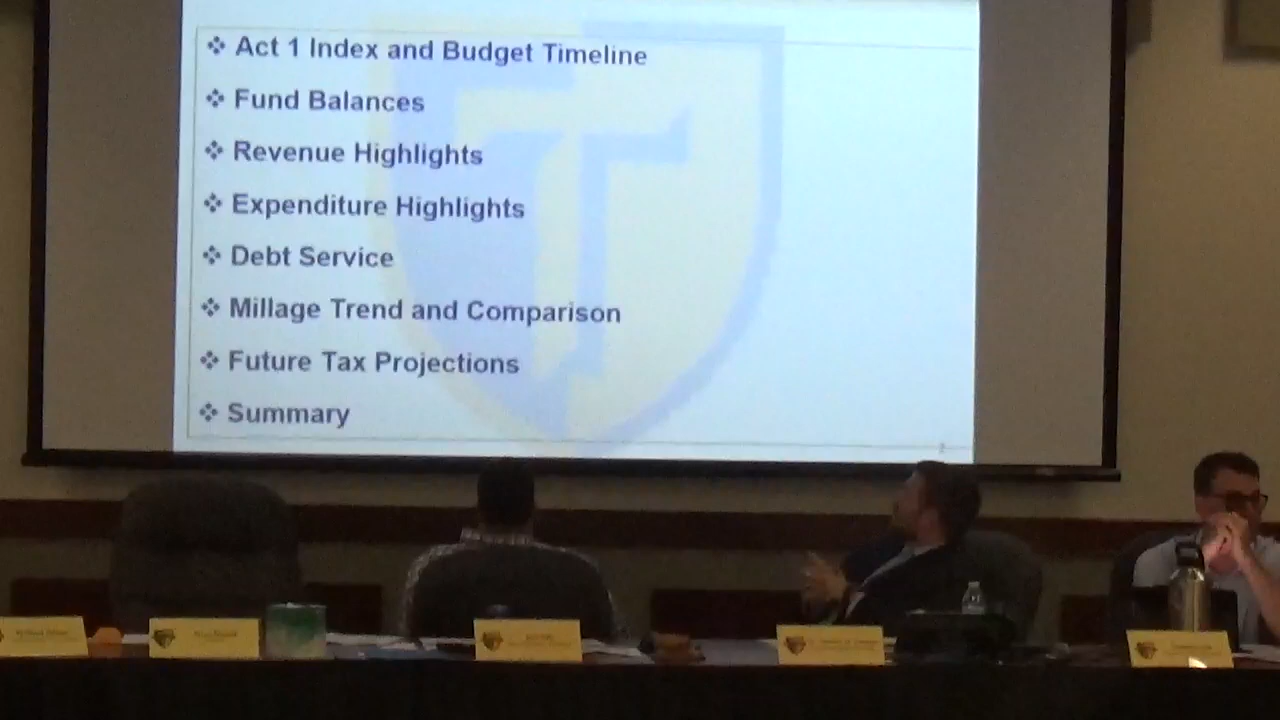 Act 1 Index and Budget Timeline
Fund Balances
Revenue Highlights
Expenditure Highlights
Debt Service
Millage Trend and Comparison
Future Tax Projections
Summary